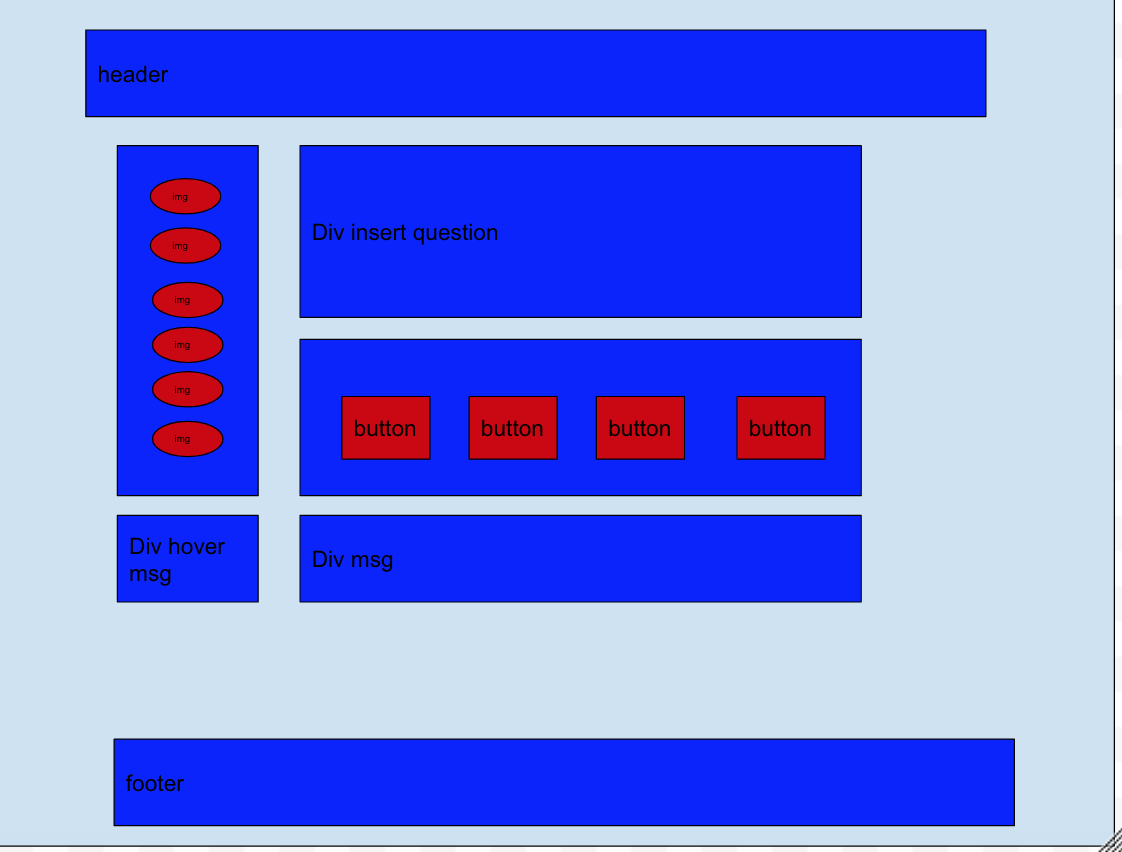 header
img
img
img
img
img
img
Div insert question
button button button button
Div hover
msg
Div msg
footer